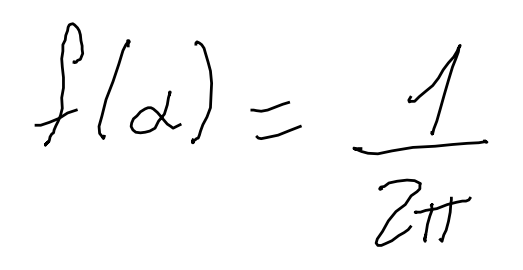 f(α) = 1/2π